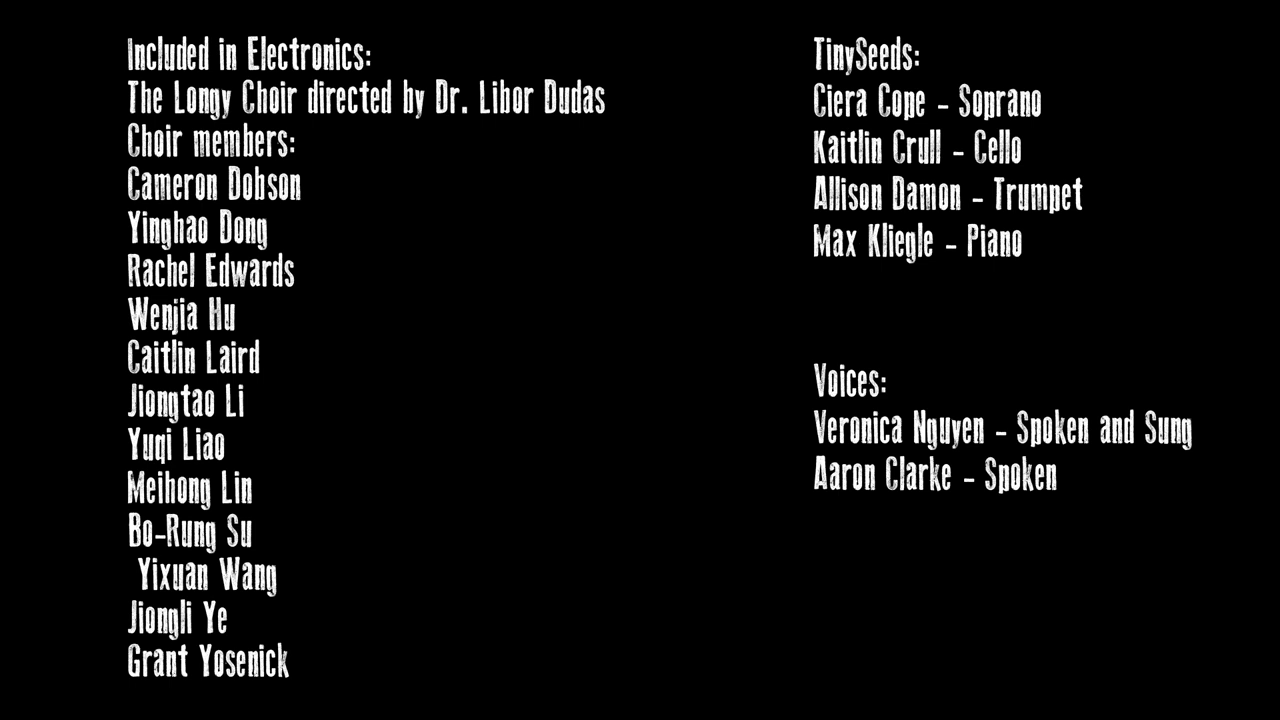 Included in Electronics:
The Longy Choir directed by Dr. Libor Dudas
Choir members:
Cameron Dobson
Yinghao Dong
Rachel Edwards
Wenjia Hu
Caitlin Laird
Jiongtao Li
Yuqi Liao
Meihong Lin
Bo-Rung Su
Yixuan Wang
Jiongli Ye
Grant Yosenick
TinySeeds:
Ciera Cope - Soprano
Kaitlin Crull - Cello
Allison Damon - Trumpet
Max Kliegle - Piano
Voices:
Veronica Nguyen - Spoken and Sung
Aaron Clarke - Spoken